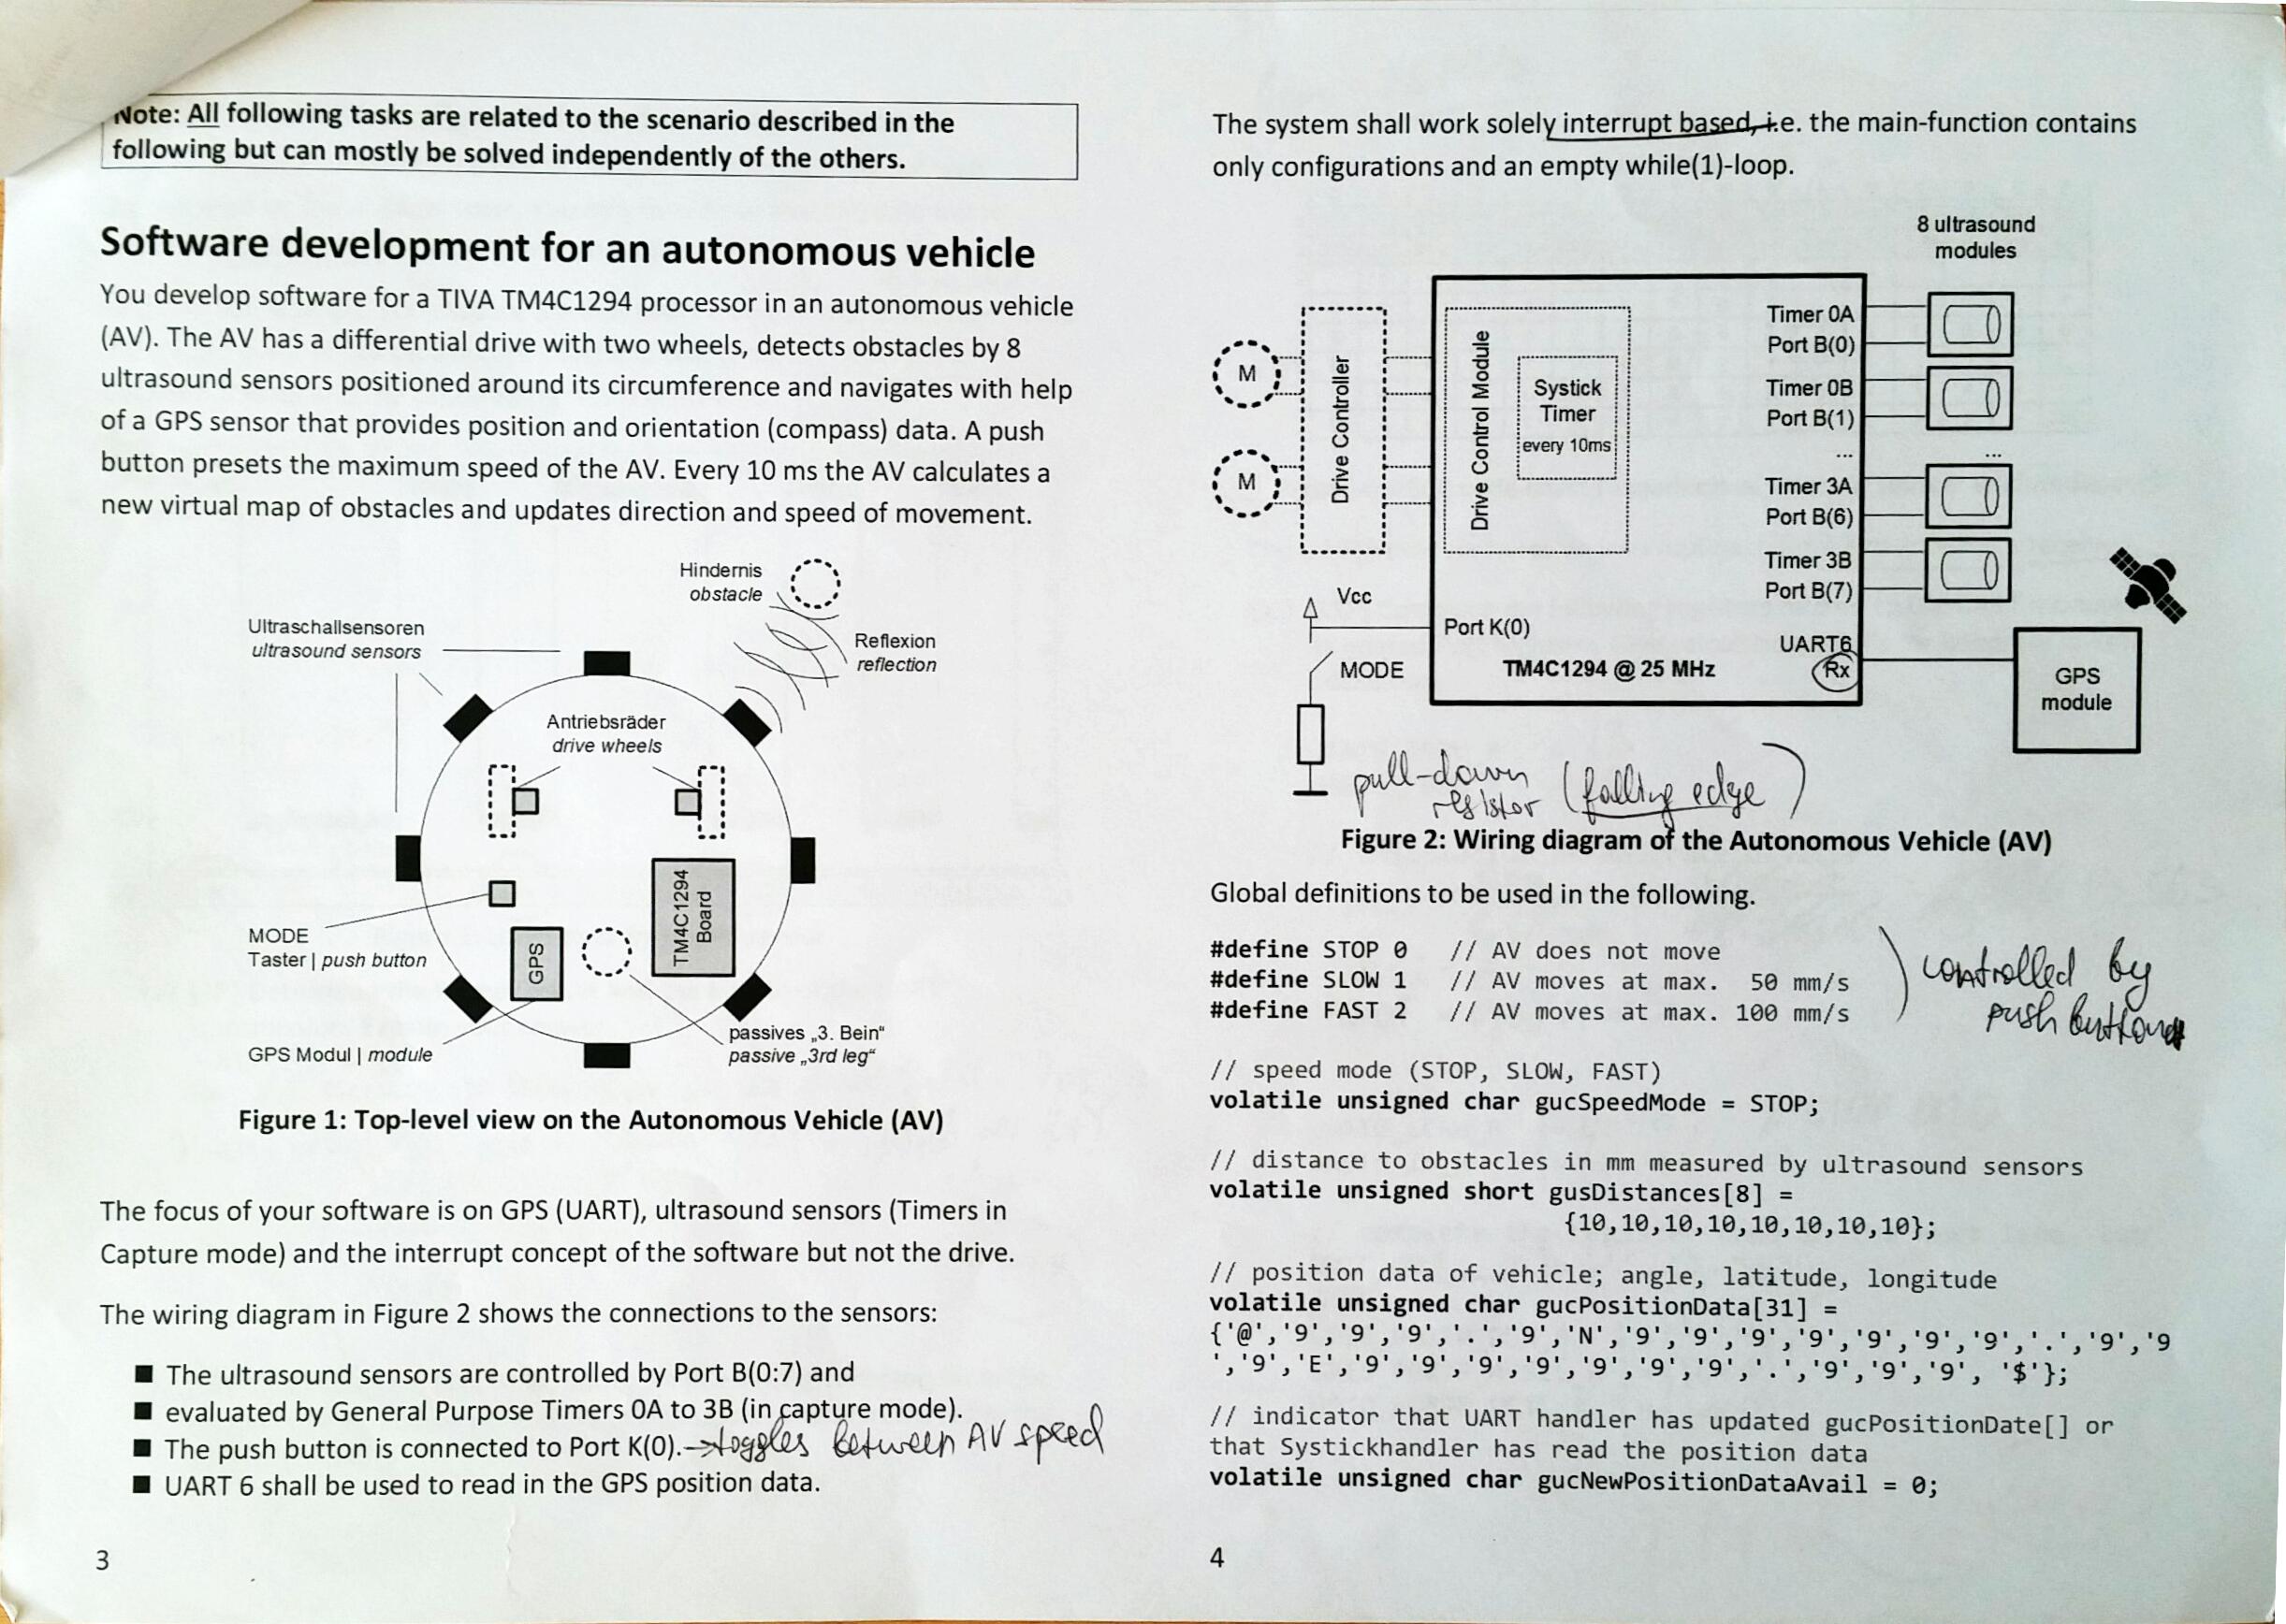 Note: All following tasks are related to the scenario described in the
following but can mostly be solved independently of the others.
Software development for an autonomous vehicle
You develop software for a TIVA TM4C1294 processor in an autonomous vehicle
(AV). The AV has a differential drive with two wheels, detects obstacles by 8
ultrasound sensors positioned around its circumference and navigates with help
of a GPS sensor that provides position and orientation (compass) data. A push
button presets the maximum speed of the AV. Every 10 ms the AV calculates a
new virtual map of obstacles and updates direction and speed of movement.
Hindernis
obstacle
Ultraschallsensoren
ultrasound sensors
Reflexion
reflection
Antriebsräder
drive wheels
TM4C1294
Board
MODE
Taster | push button
GPS
passives „3. Bein“
passive „3rd leg“
GPS Modul | module
Figure 1: Top-level view on the Autonomous Vehicle (AV)
The focus of your software is on GPS (UART), ultrasound sensors (Timers in
Capture mode) and the interrupt concept of the software but not the drive.
The wiring diagram in Figure 2 shows the connections to the sensors:
■ The ultrasound sensors are controlled by Port B(0:7) and
■ evaluated by General Purpose Timers 0A to 3B (in capture mode).
■ The push button is connected to Port K(0). → toggles between AV speed
■ UART 6 shall be used to read in the GPS position data.
3
The system shall work solely interrupt based, i.e. the main-function contains
only configurations and an empty while(1)-loop.
8 ultrasound
modules
M
M
Drive Controller
Drive Control Module
Systick
Timer
every 10ms
Timer 0A
Port B(0)
Timer 0B
Port B(1)
...
...
Timer 3A
Port B(6)
Timer 3B
Port B(7)
Vcc
Port K(0)
MODE
TM4C1294 @ 25 MHz
UART6
Rx
GPS
module
pull-down
resistor (falling edge)
Figure 2: Wiring diagram of the Autonomous Vehicle (AV)
Global definitions to be used in the following.
#define STOP 0 // AV does not move
#define SLOW 1 // AV moves at max. 50 mm/s
#define FAST 2 // AV moves at max. 100 mm/s
controlled by
push button
// speed mode (STOP, SLOW, FAST)
volatile unsigned char gucSpeedMode = STOP;
// distance to obstacles in mm measured by ultrasound sensors
volatile unsigned short gusDistances[8] =
{10,10,10,10,10,10,10,10};
// position data of vehicle; angle, latitude, longitude
volatile unsigned char gucPositionData[31] =
{'@','9','9','9','.','9','N','9','9','9','9','9','9','9','.','9','9
','9','E','9','9','9','9','9','9','9','.','9','9','9', '$'};
// indicator that UART handler has updated gucPositionDate[] or
that Systickhandler has read the position data
volatile unsigned char gucNewPositionDataAvail = 0;
4